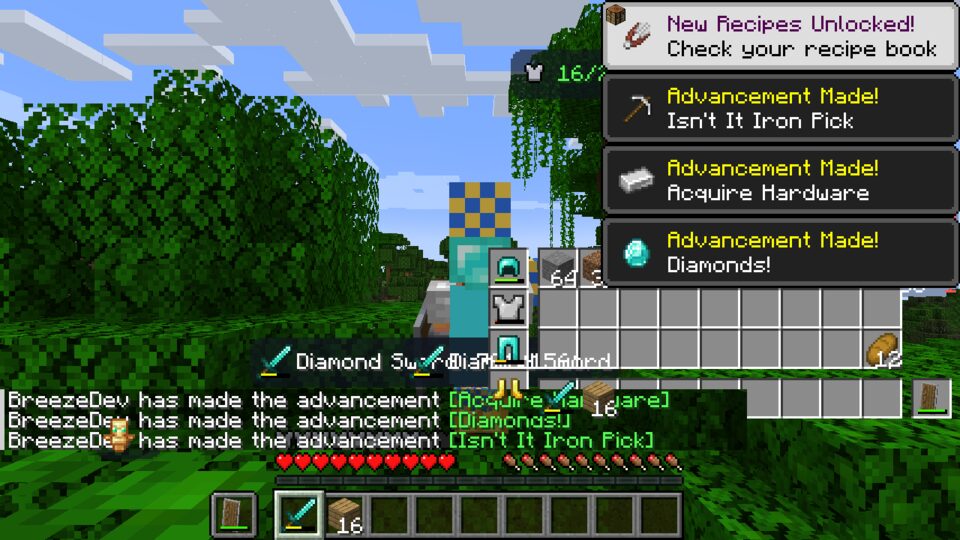 New Recipes Unlocked!
Check your recipe book
16/
Advancement Made!
Isn't It Iron Pick
Advancement Made!
Acquire Hardware
Advancement Made!
Diamonds!
64
12
Diamond
16
BreezeDev has made the advancement [Acquire Hardware]
BreezeDev has made the advancement [Diamonds!]
BreezeDev has made the advancement [Isn't It Iron Pick]
16